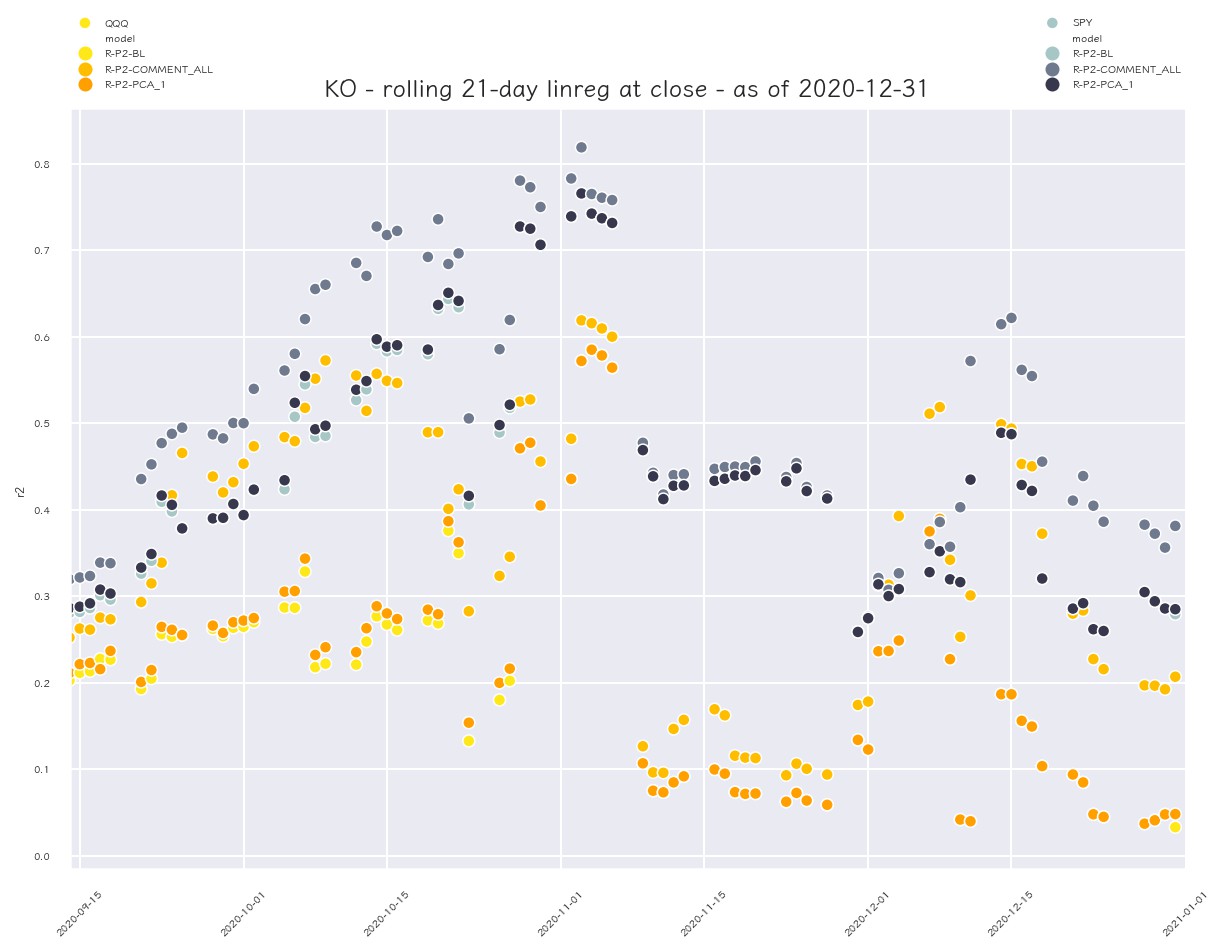 QQQ
model
R-P2-BL
R-P2-COMMENT_ALL
R-P2-PCA_1
SPY
model
R-P2-BL
R-P2-COMMENT_ALL
R-P2-PCA_1
KO - rolling 21-day linreg at close - as of 2020-12-31
0.8
0.7
0.6
0.5
0.4
0.3
0.2
0.1
0.0
r2
2020-09-15
2020-10-01
2020-10-15
2020-11-01
2020-11-15
2020-12-01
2020-12-15
2021-01-01